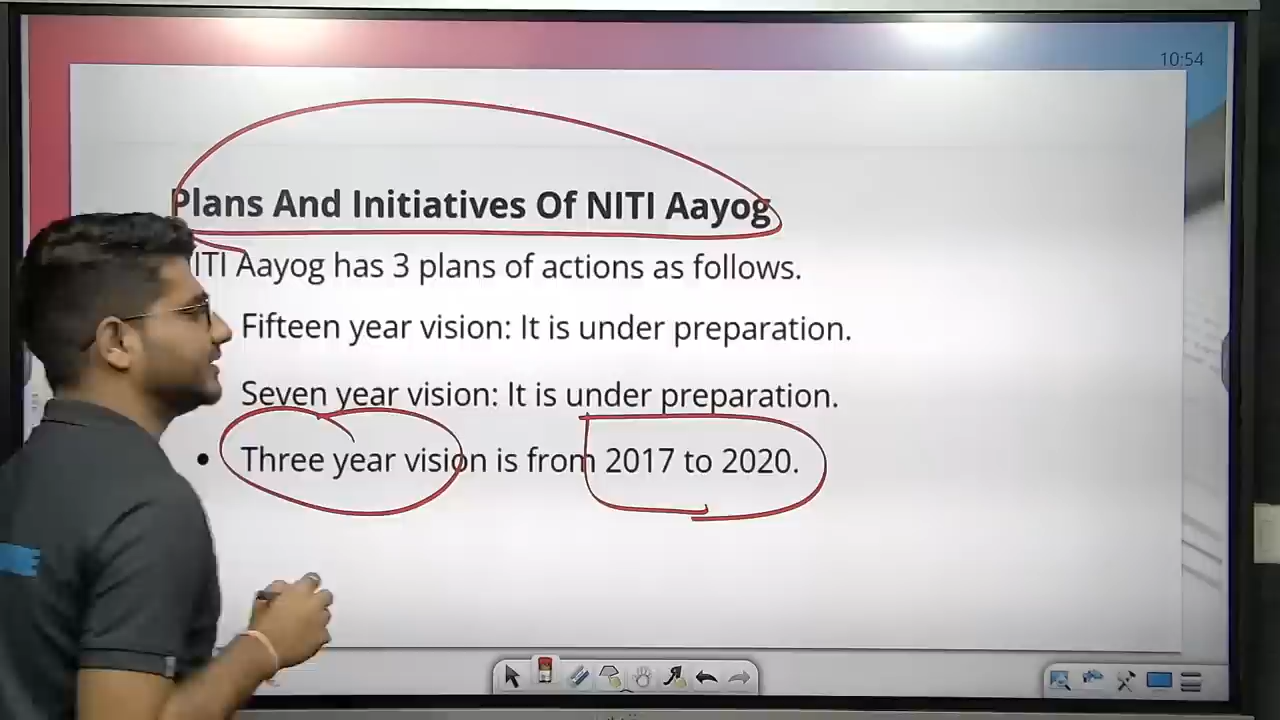 10:54
Plans And Initiatives Of NITI Aayog
NITI Aayog has 3 plans of actions as follows.
Fifteen year vision: It is under preparation.
Seven year vision: It is under preparation.
• Three year vision is from 2017 to 2020.